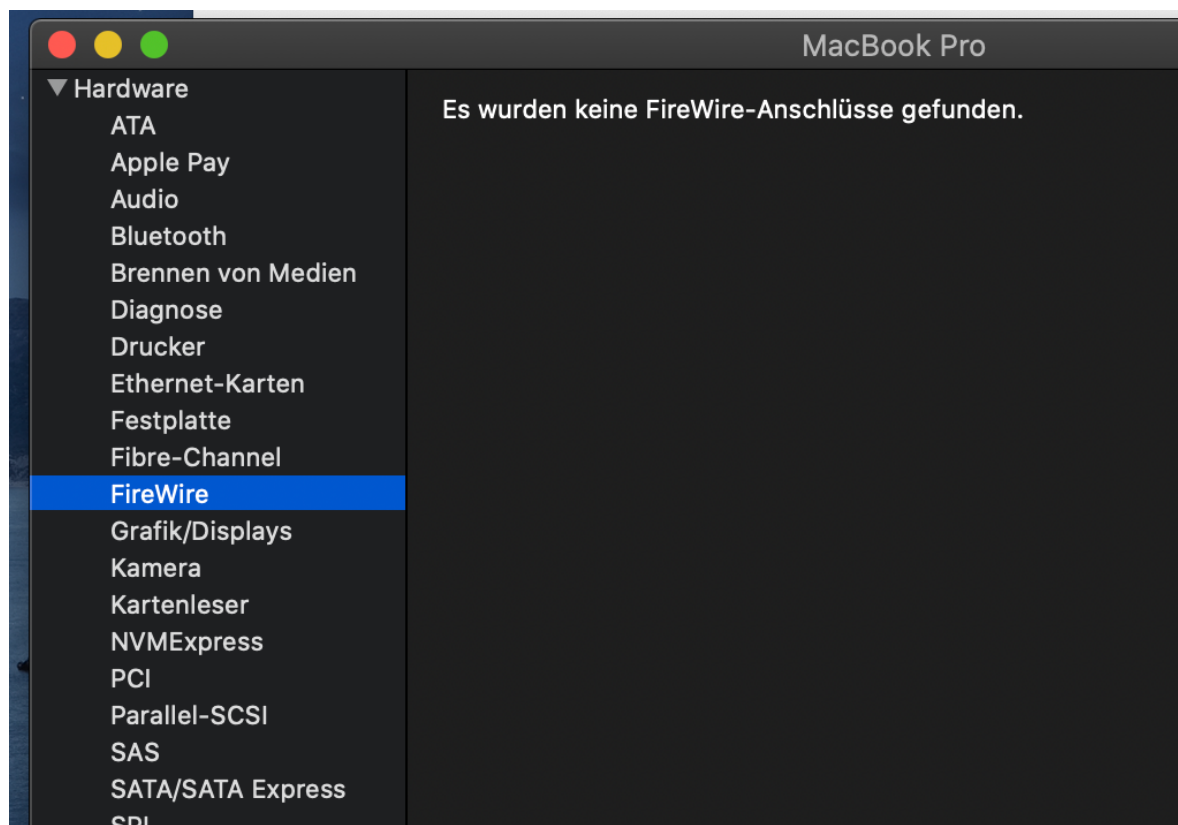 MacBook Pro
Hardware
ATA
Apple Pay
Audio
Bluetooth
Brennen von Medien
Diagnose
Drucker
Ethernet-Karten
Festplatte
Fibre-Channel
FireWire
Grafik/Displays
Kamera
Kartenleser
NVMExpress
PCI
Parallel-SCSI
SAS
SATA/SATA Express
SPI
Es wurden keine FireWire-Anschlüsse gefunden.